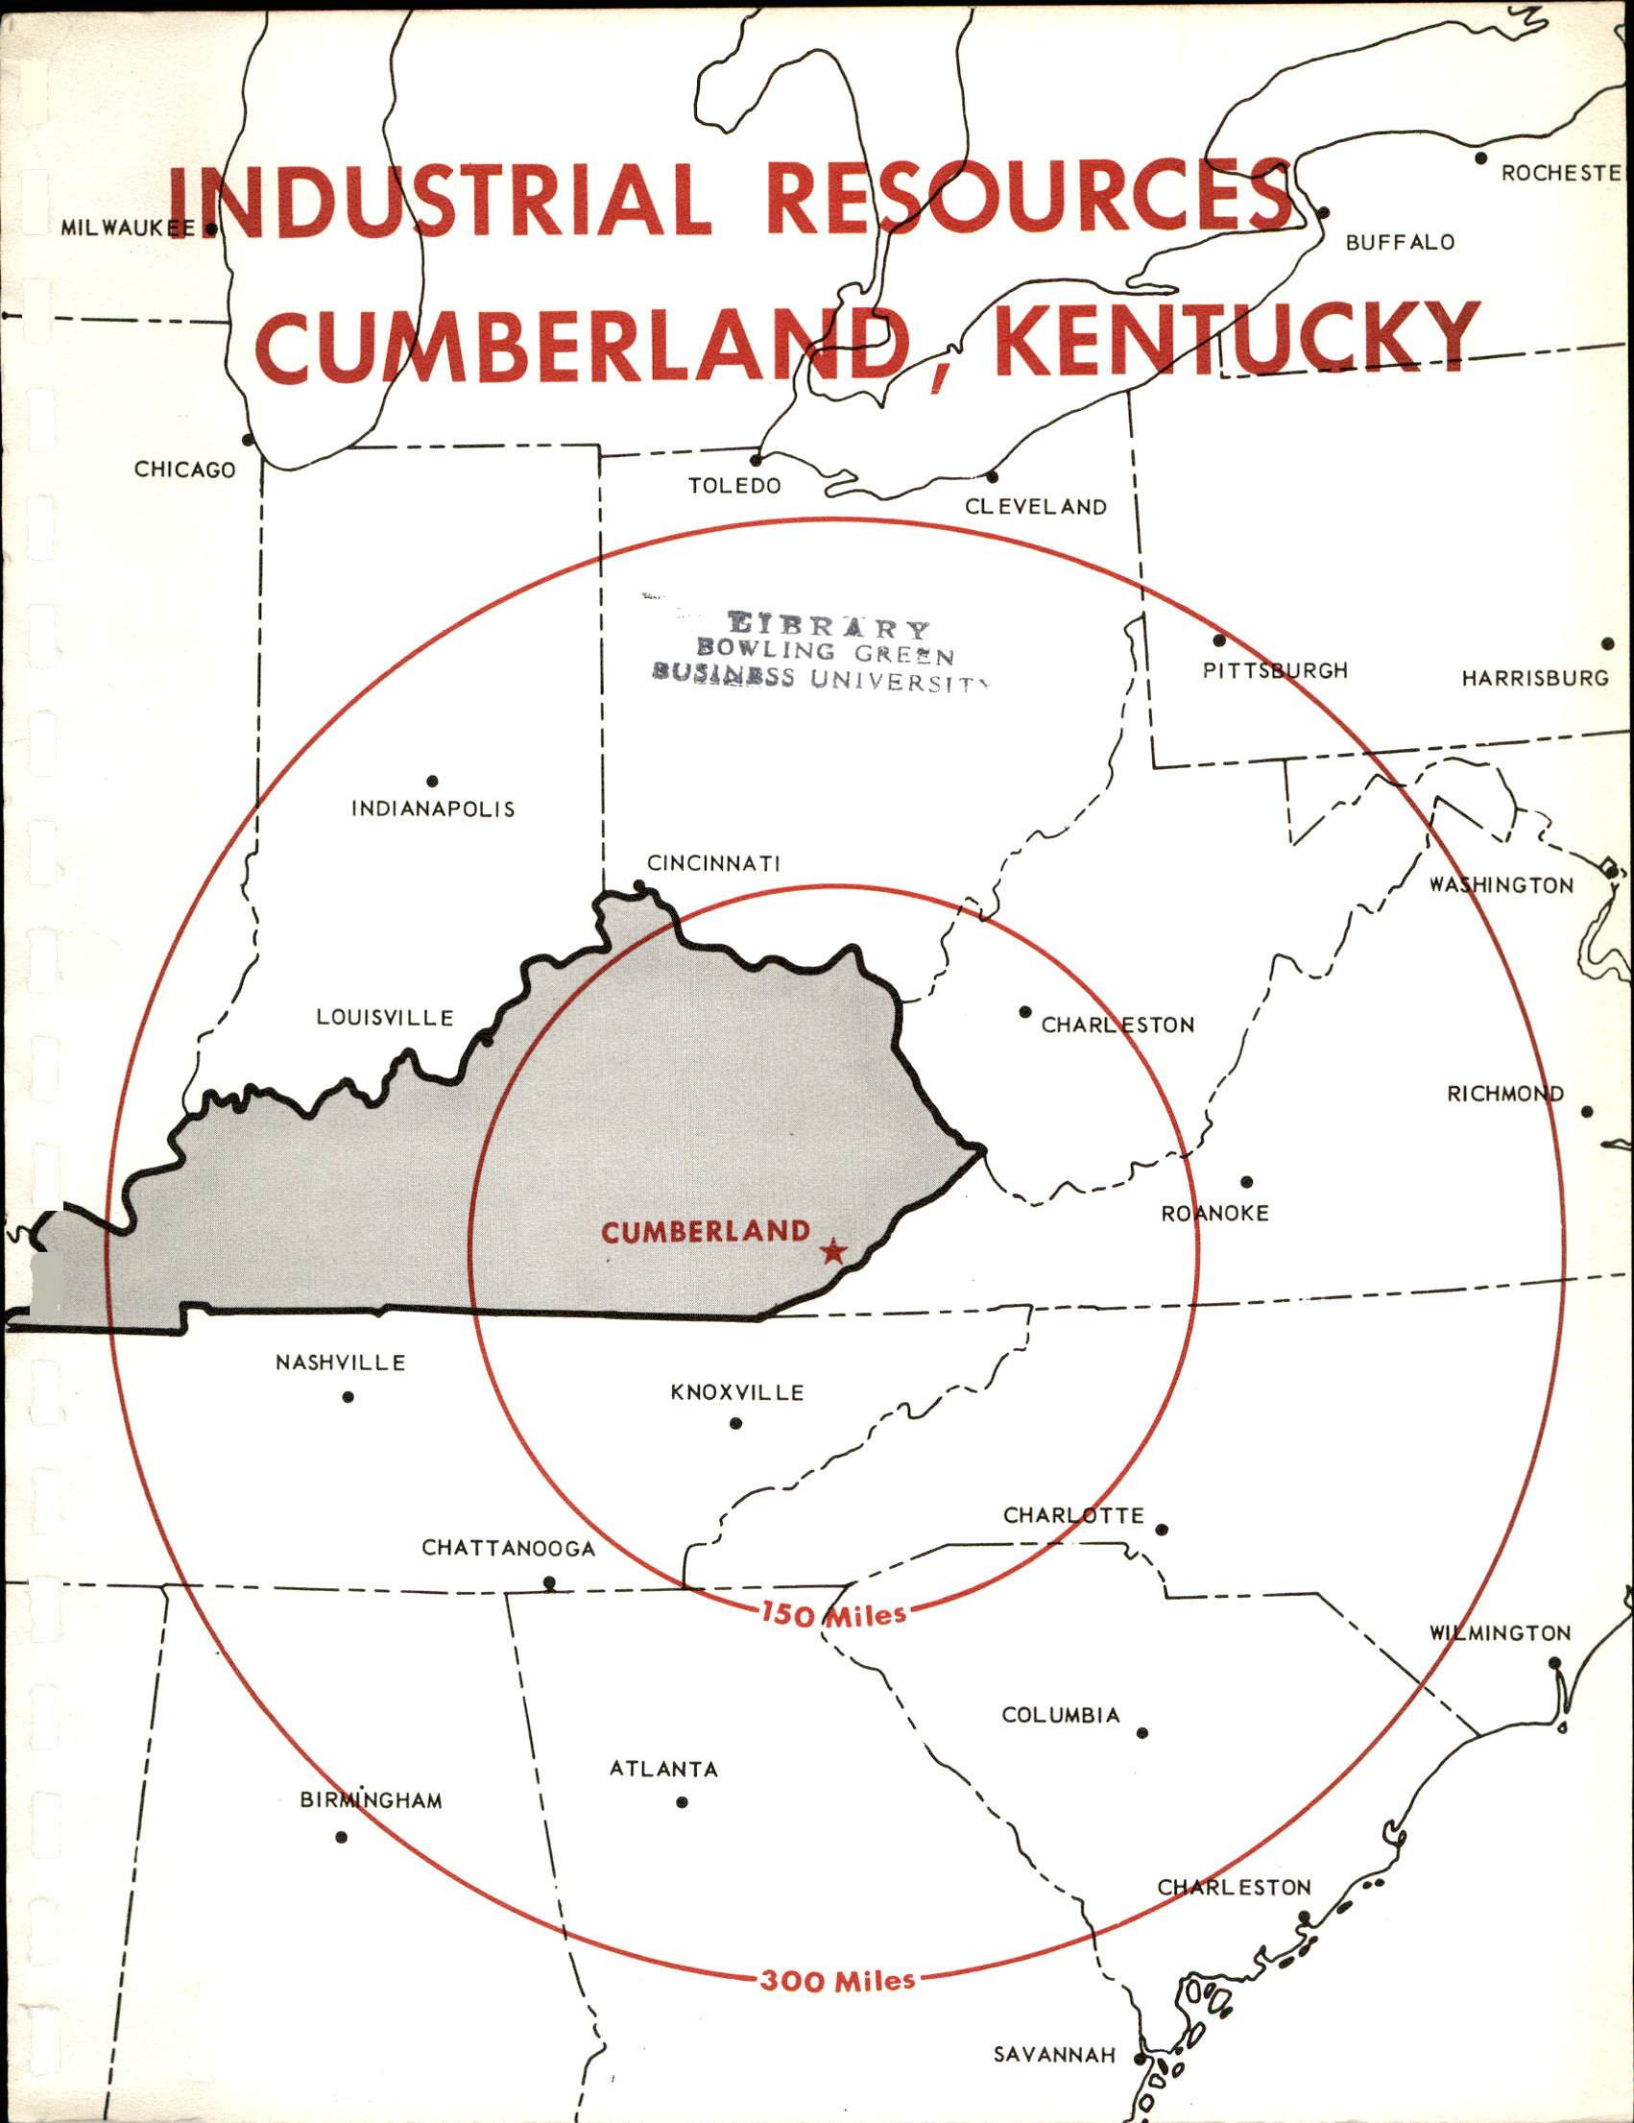 INDUSTRIAL RESOURCES
CUMBERLAND, KENTUCKY
ROCHESTE
MILWAUKEE
BUFFALO
CHICAGO
TOLEDO
CLEVELAND
LIBRARY
BOWLING GREEN
BUSINESS UNIVERSITY
PITTSBURGH
HARRISBURG
INDIANAPOLIS
CINCINNATI
WASHINGTON
LOUISVILLE
CHARLESTON
RICHMOND
ROANOKE
CUMBERLAND
NASHVILLE
KNOXVILLE
CHARLOTTE
CHATTANOOGA
150 Miles
WILMINGTON
COLUMBIA
ATLANTA
BIRMINGHAM
CHARLESTON
300 Miles
SAVANNAH